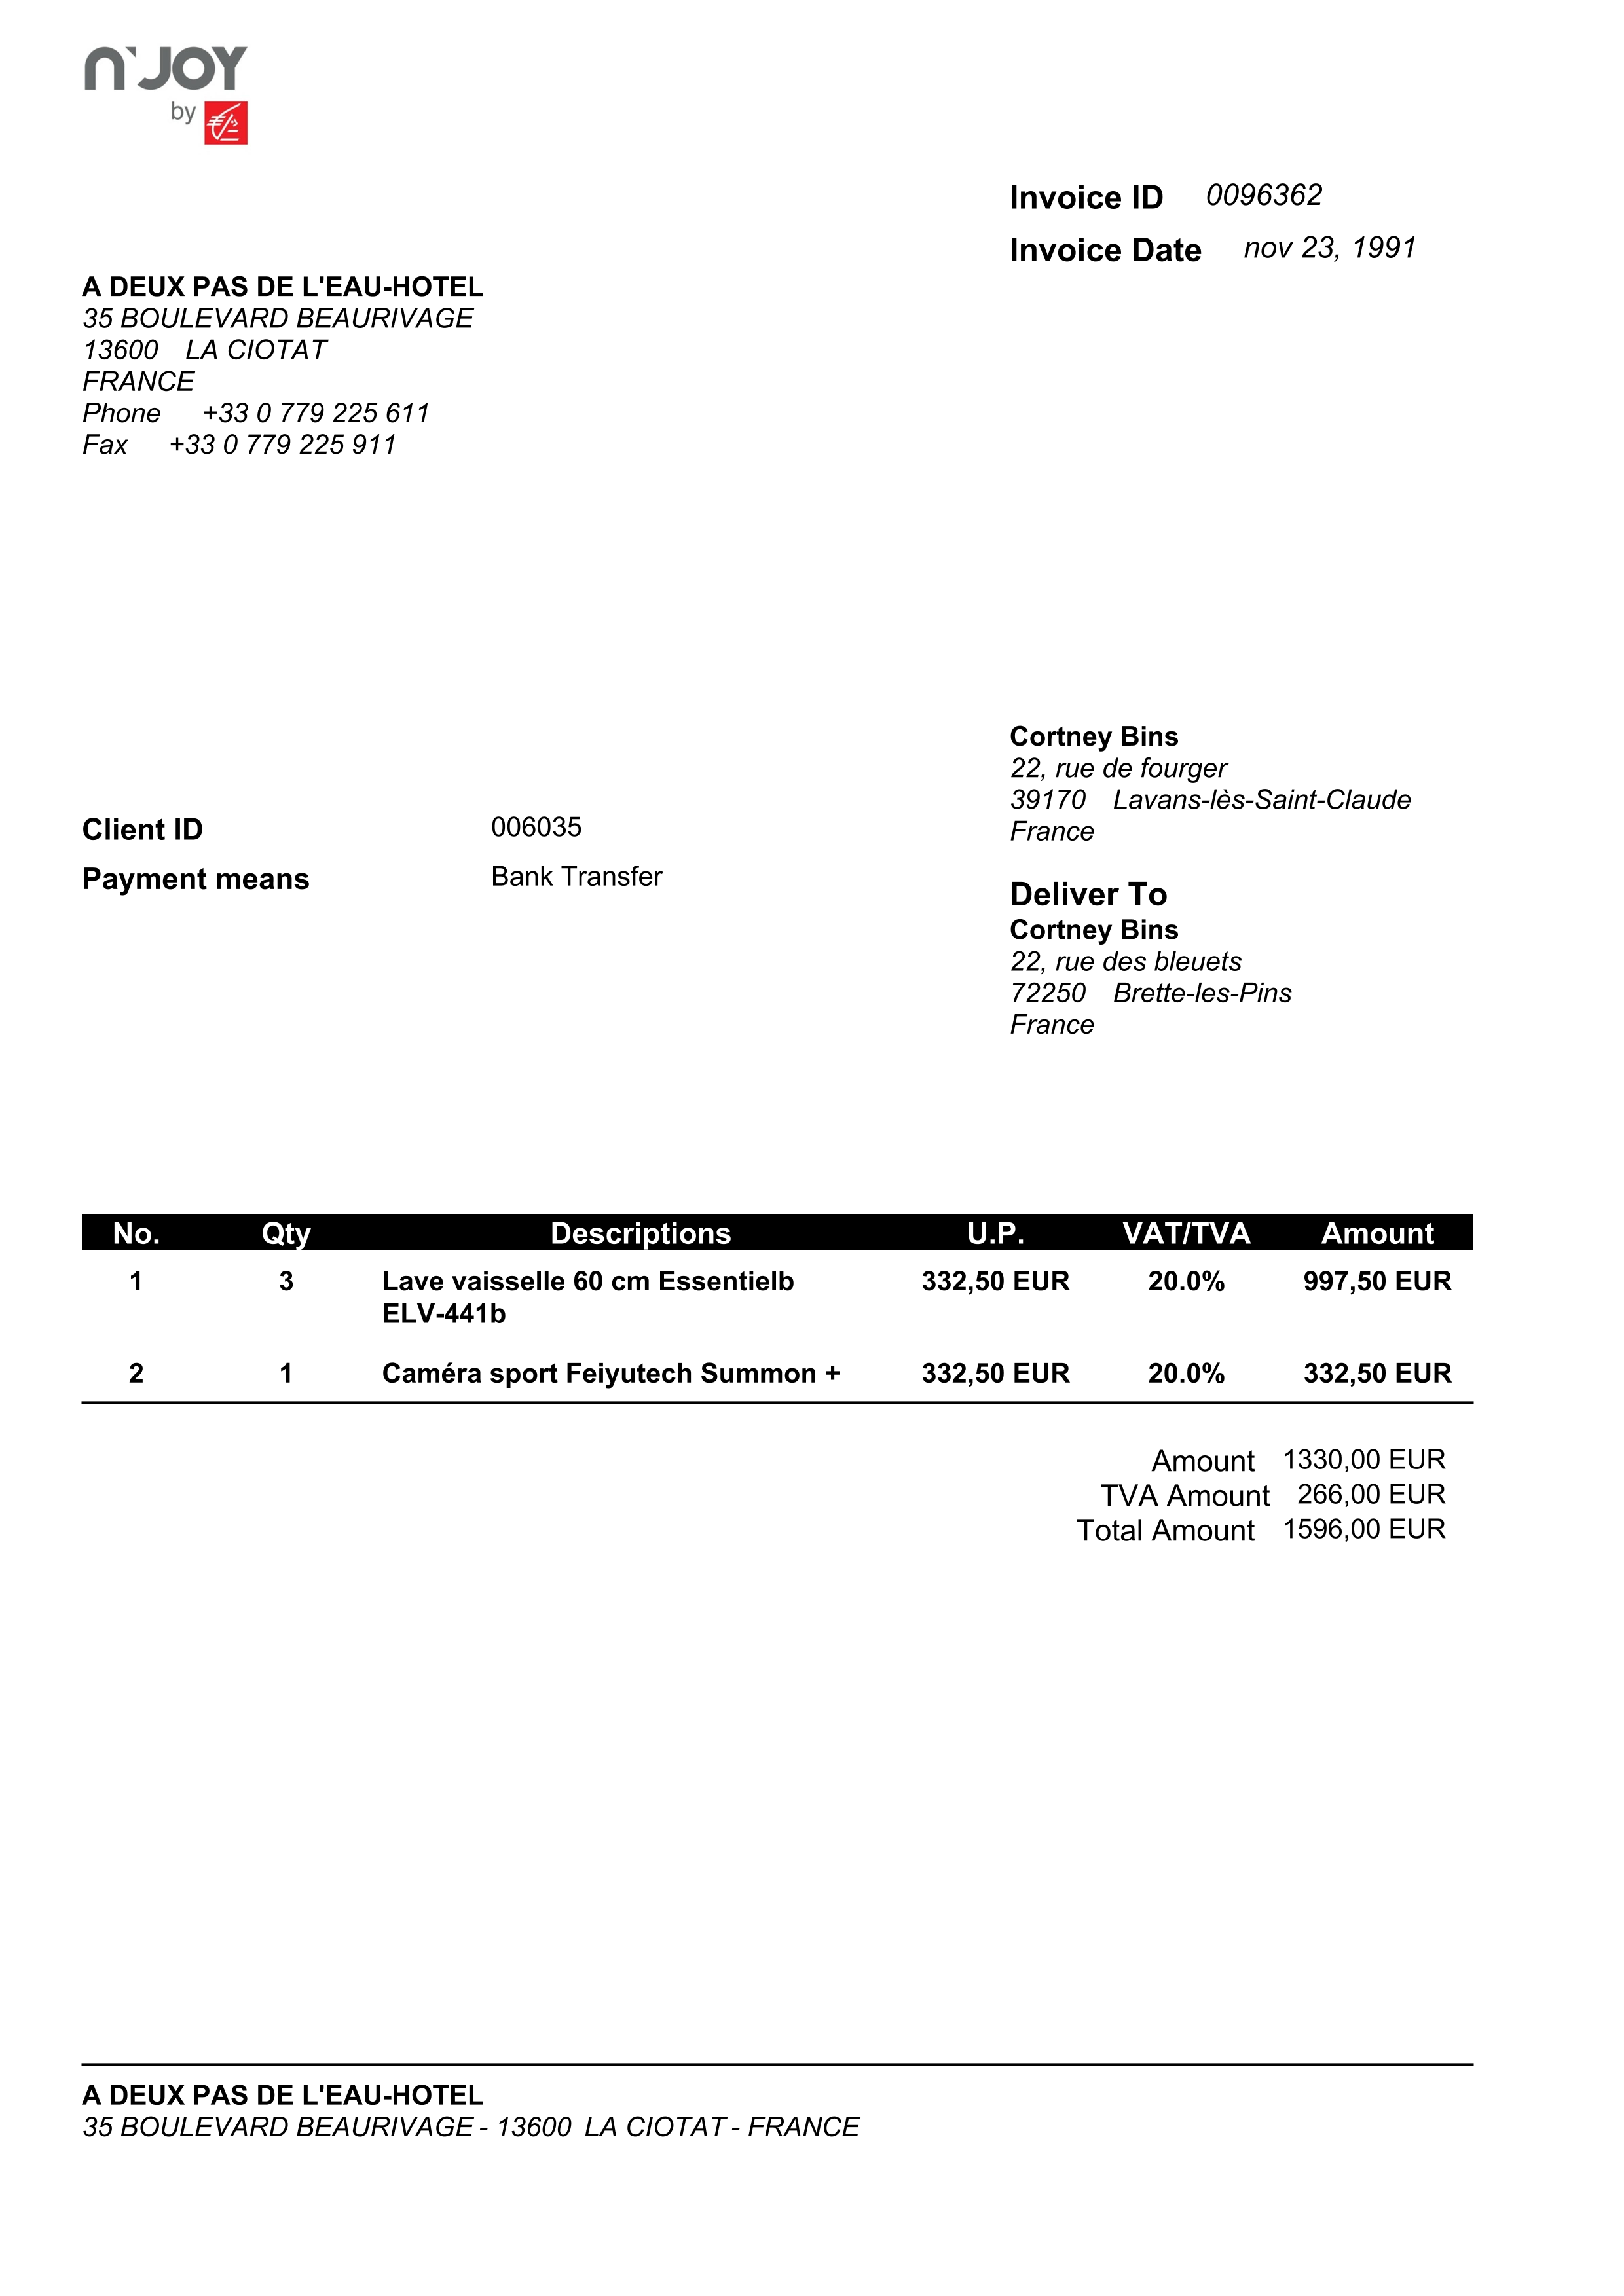 n'JOY
by
Invoice ID 0096362
Invoice Date nov 23, 1991
A DEUX PAS DE L'EAU-HOTEL
35 BOULEVARD BEAURIVAGE
13600 LA CIOTAT
FRANCE
Phone +33 0 779 225 611
Fax +33 0 779 225 911
Client ID 006035
Payment means Bank Transfer
Cortney Bins
22, rue de fourger
39170 Lavans-lès-Saint-Claude
France
Deliver To
Cortney Bins
22, rue des bleuets
72250 Brette-les-Pins
France
No. Qty Descriptions U.P. VAT/TVA Amount
1 3 Lave vaisselle 60 cm Essentielb 332,50 EUR 20.0% 997,50 EUR
ELV-441b
2 1 Caméra sport Feiyutech Summon + 332,50 EUR 20.0% 332,50 EUR
Amount 1330,00 EUR
TVA Amount 266,00 EUR
Total Amount 1596,00 EUR
A DEUX PAS DE L'EAU-HOTEL
35 BOULEVARD BEAURIVAGE - 13600 LA CIOTAT - FRANCE